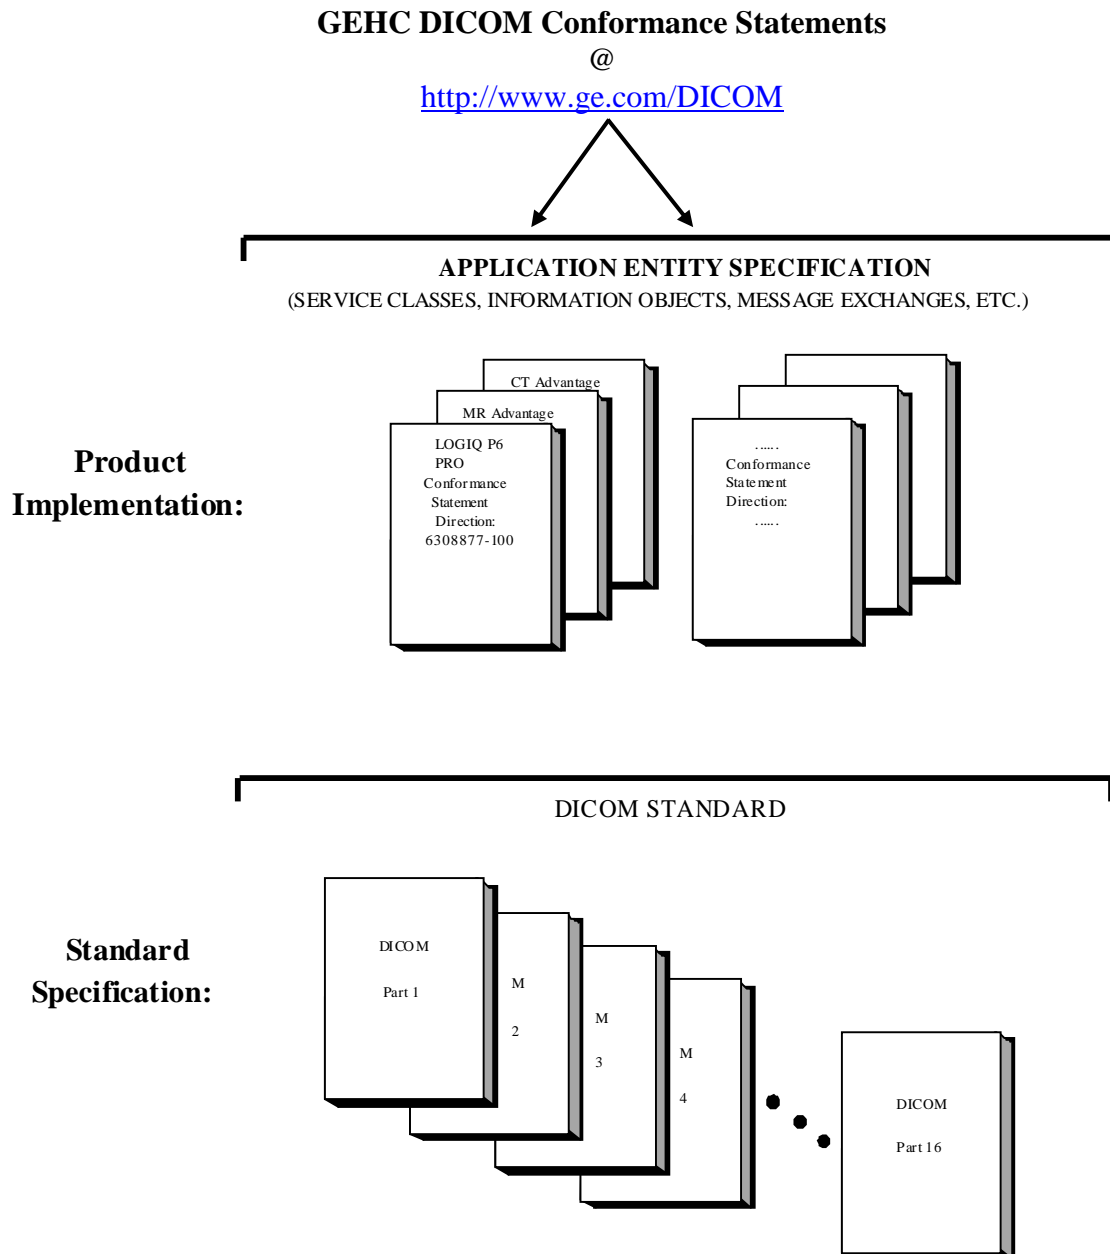 GEHC DICOM Conformance Statements
@
http://www.ge.com/DICOM
APPLICATION ENTITY SPECIFICATION
(SERVICE CLASSES, INFORMATION OBJECTS, MESSAGE EXCHANGES, ETC.)
Product
Implementation:
CT Advantage
MR Advantage
LOGIQ P6
PRO
Conformance
Statement
Direction:
6308877-100
.....
Conformance
Statement
Direction:
.....
DICOM STANDARD
Standard
Specification:
DICOM
Part 1
M
2
M
3
M
4
DICOM
Part 16